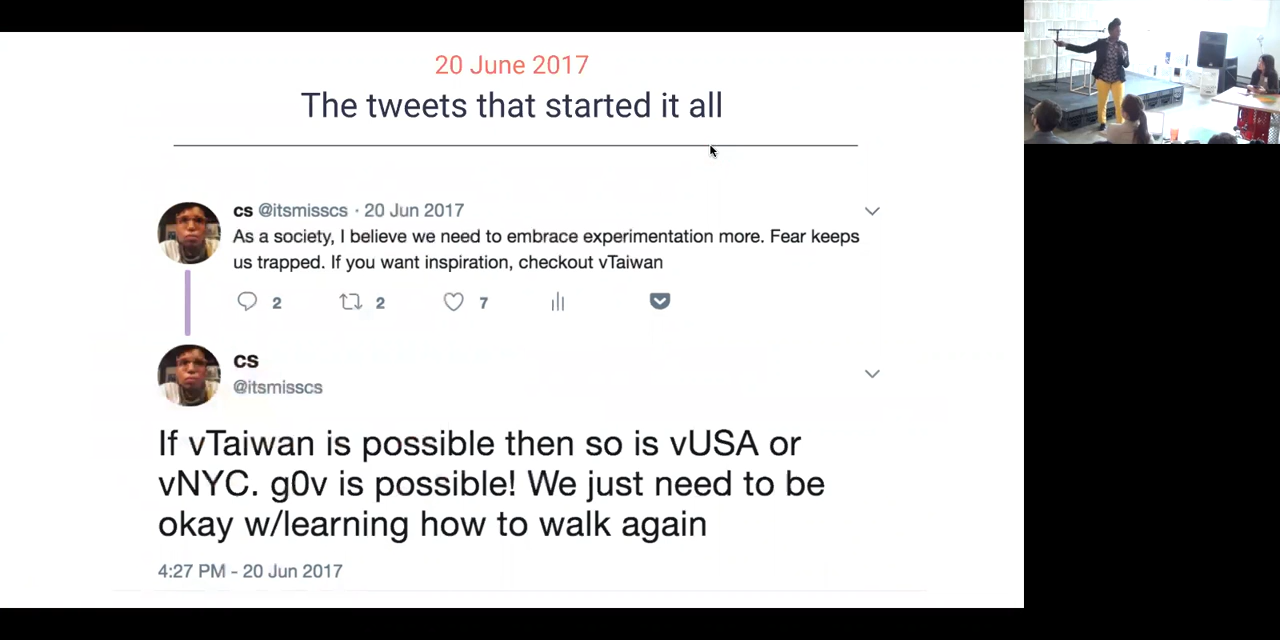 20 June 2017
The tweets that started it all
cs @itsmisscs · 20 Jun 2017
As a society, I believe we need to embrace experimentation more. Fear keeps
us trapped. If you want inspiration, checkout vTaiwan
2 2 7
cs
@itsmisscs
If vTaiwan is possible then so is vUSA or
vNYC. g0v is possible! We just need to be
okay w/learning how to walk again
4:27 PM - 20 Jun 2017